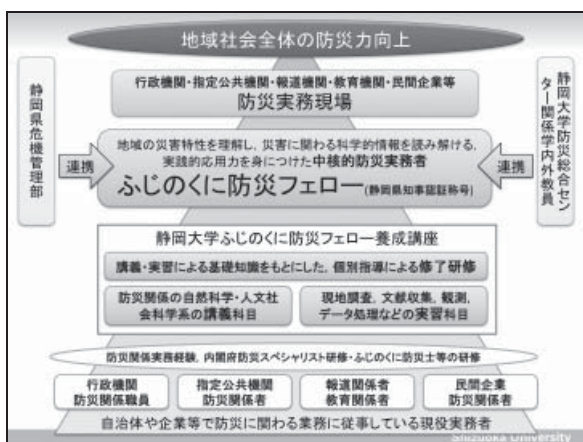 地域社会全体の防災力向上
行政機関・指定公共機関・報道機関・教育機関・民間企業等
防災実務現場
静岡県危機管理部
連携
地域の災害特性を理解し，災害に関わる科学的情報を読み解ける，
実践的応用力を身につけた中核的防災実務者
ふじのくに防災フェロー(静岡県知事認証称号)
連携
静岡大学防災総合セン
ター関係学内外教員
静岡大学ふじのくに防災フェロー養成講座
講義・実習による基礎知識をもとにした，個別指導による修了研修
防災関係の自然科学・人文社
会科学系の講義科目
現地調査，文献収集，観測，
データ処理などの実習科目
防災関係実務経験，内閣府防災スペシャリスト研修・ふじのくに防災士等の研修
行政機関
防災関係職員
指定公共機関
防災関係者
報道関係者
教育関係者
民間企業
防災関係者
自治体や企業等で防災に関わる業務に従事している現役実務者
Shizuoka University